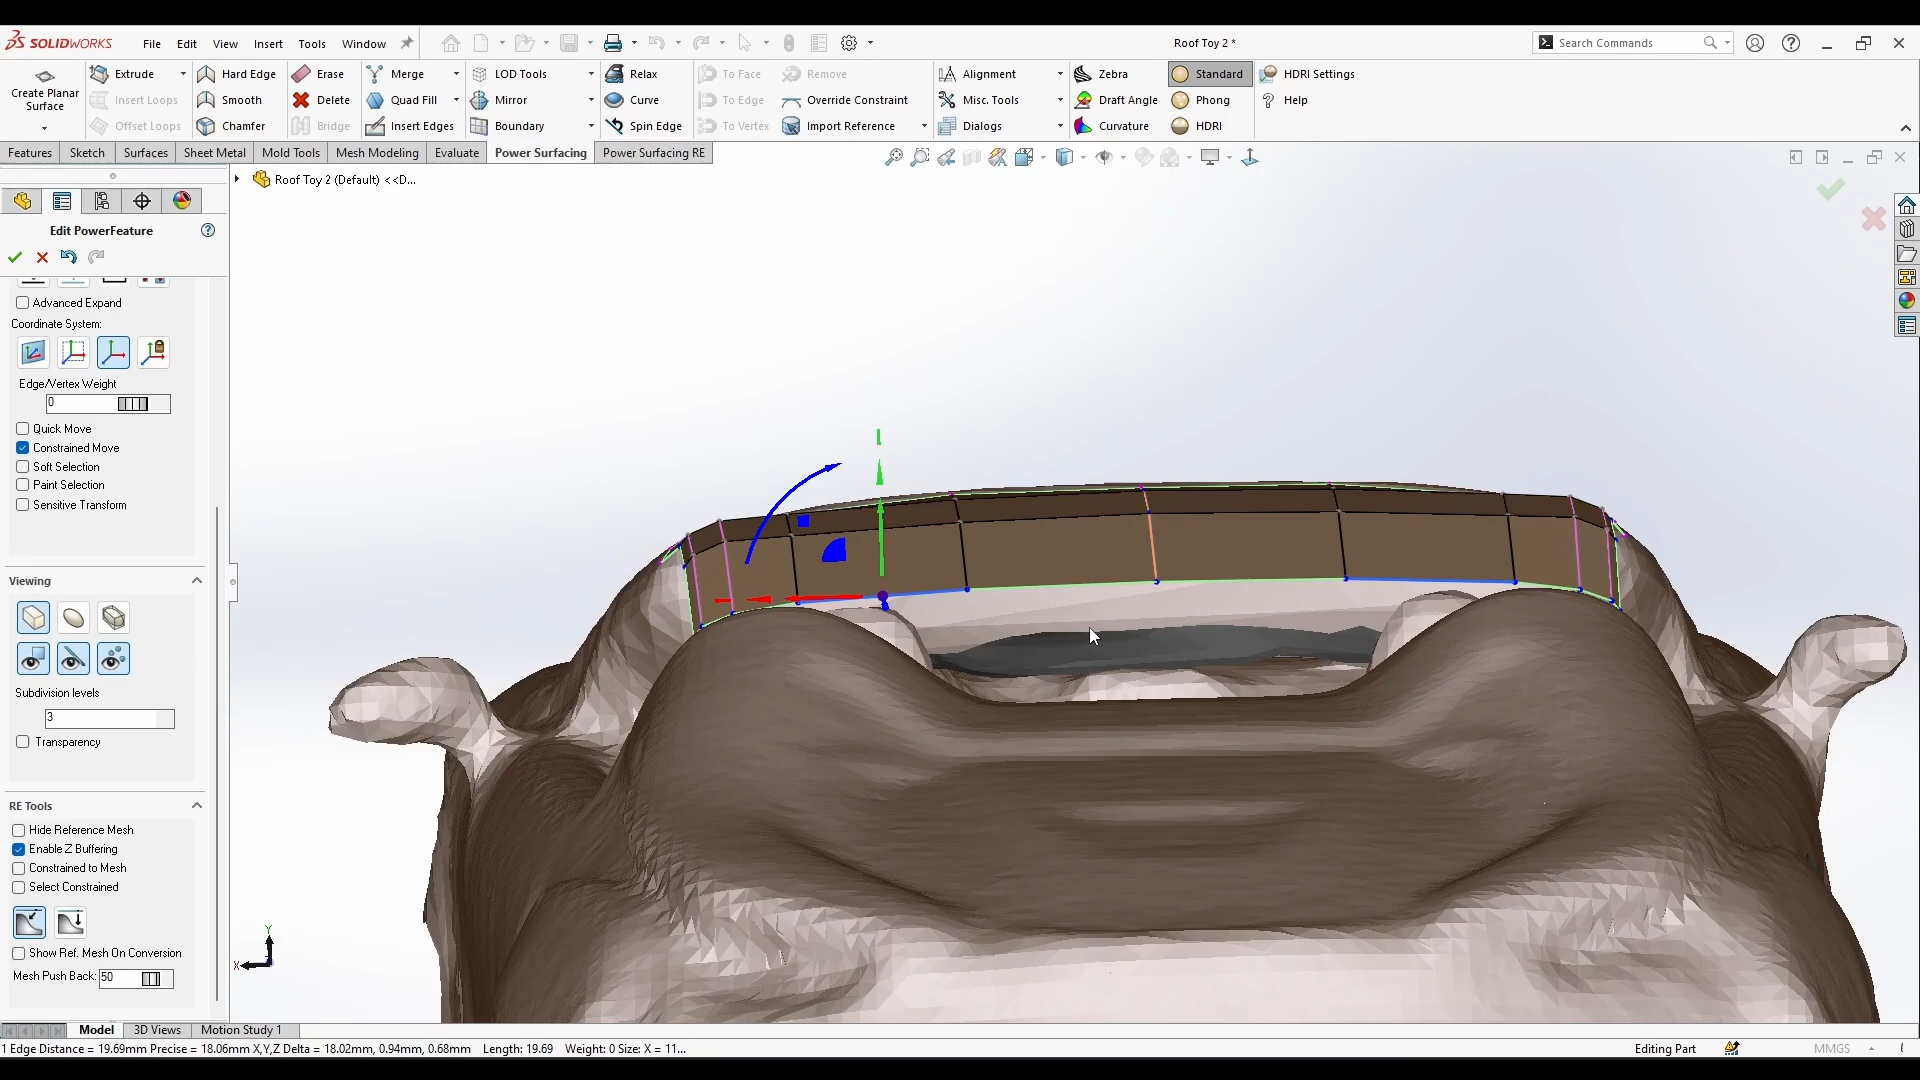 SOLIDWORKS File Edit View Insert Tools Window Roof Toy 2 * Search Commands
Create Planar Surface
Extrude Hard Edge Erase Merge LOD Tools Relax To Face Remove Alignment Zebra Standard HDRI Settings
Insert Loops Smooth Delete Quad Fill Mirror Curve To Edge Override Constraint Misc. Tools Draft Angle Phong Help
Offset Loops Chamfer Bridge Insert Edges Boundary Spin Edge To Vertex Import Reference Dialogs Curvature HDRI
Features Sketch Surfaces Sheet Metal Mold Tools Mesh Modeling Evaluate Power Surfacing Power Surfacing RE
Roof Toy 2 (Default) <<D...
Edit PowerFeature
Advanced Expand
Coordinate System:
Edge/Vertex Weight
0
Quick Move
Constrained Move
Soft Selection
Paint Selection
Sensitive Transform
Viewing
Subdivision levels
3
Transparency
RE Tools
Hide Reference Mesh
Enable Z Buffering
Constrained to Mesh
Select Constrained
Show Ref. Mesh On Conversion
Mesh Push Back: 50
Y
X
Model 3D Views Motion Study 1
1 Edge Distance = 19.69mm Precise = 18.06mm X,Y,Z Delta = 18.02mm, 0.94mm, 0.68mm Length: 19.69 Weight: 0 Size: X = 11... Editing Part MMGS